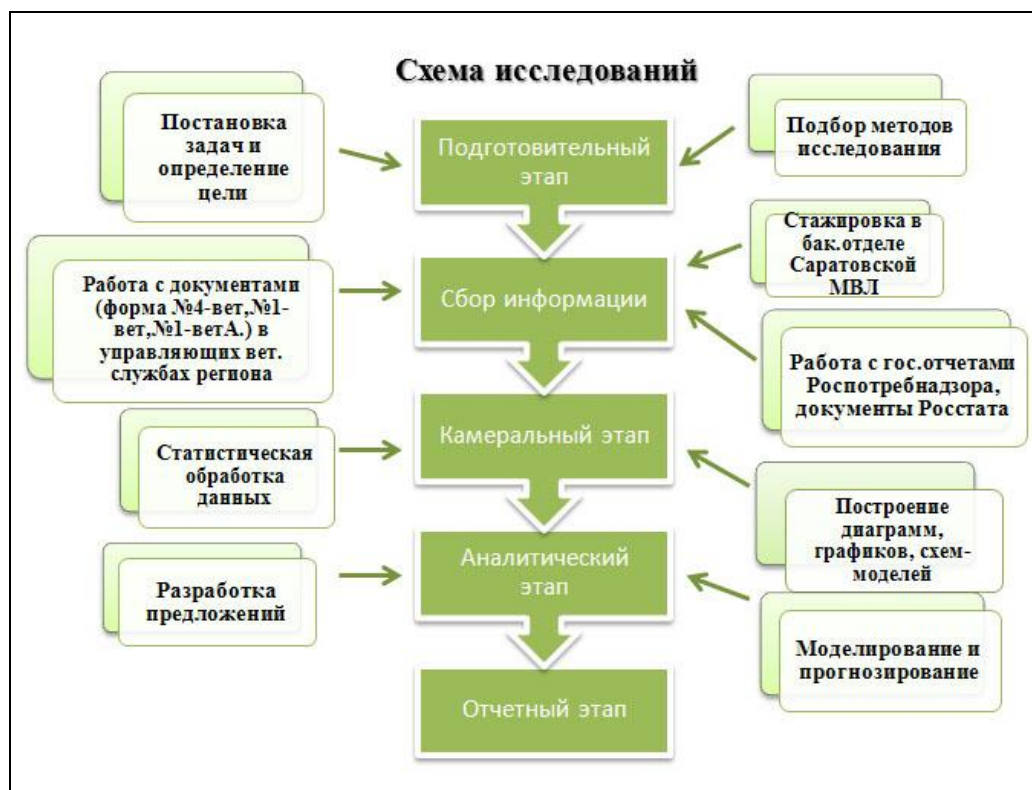 Схема исследований
Постановка
задач и
определение
цели
Подготовительный
этап
Подбор методов
исследования
Работа с документами
(форма №4-вет,№1-
вет,№1-ветА.) в
управляющих вет.
службах региона
Сбор информации
Стажировка в
бак.отделе
Саратовской
МВЛ
Работа с гос.отчетами
Роспотребнадзора,
документы Росстата
Статистическая
обработка
данных
Камеральный этап
Построение
диаграмм,
графиков, схем-
моделей
Разработка
предложений
Аналитический
этап
Моделирование и
прогнозирование
Отчетный этап